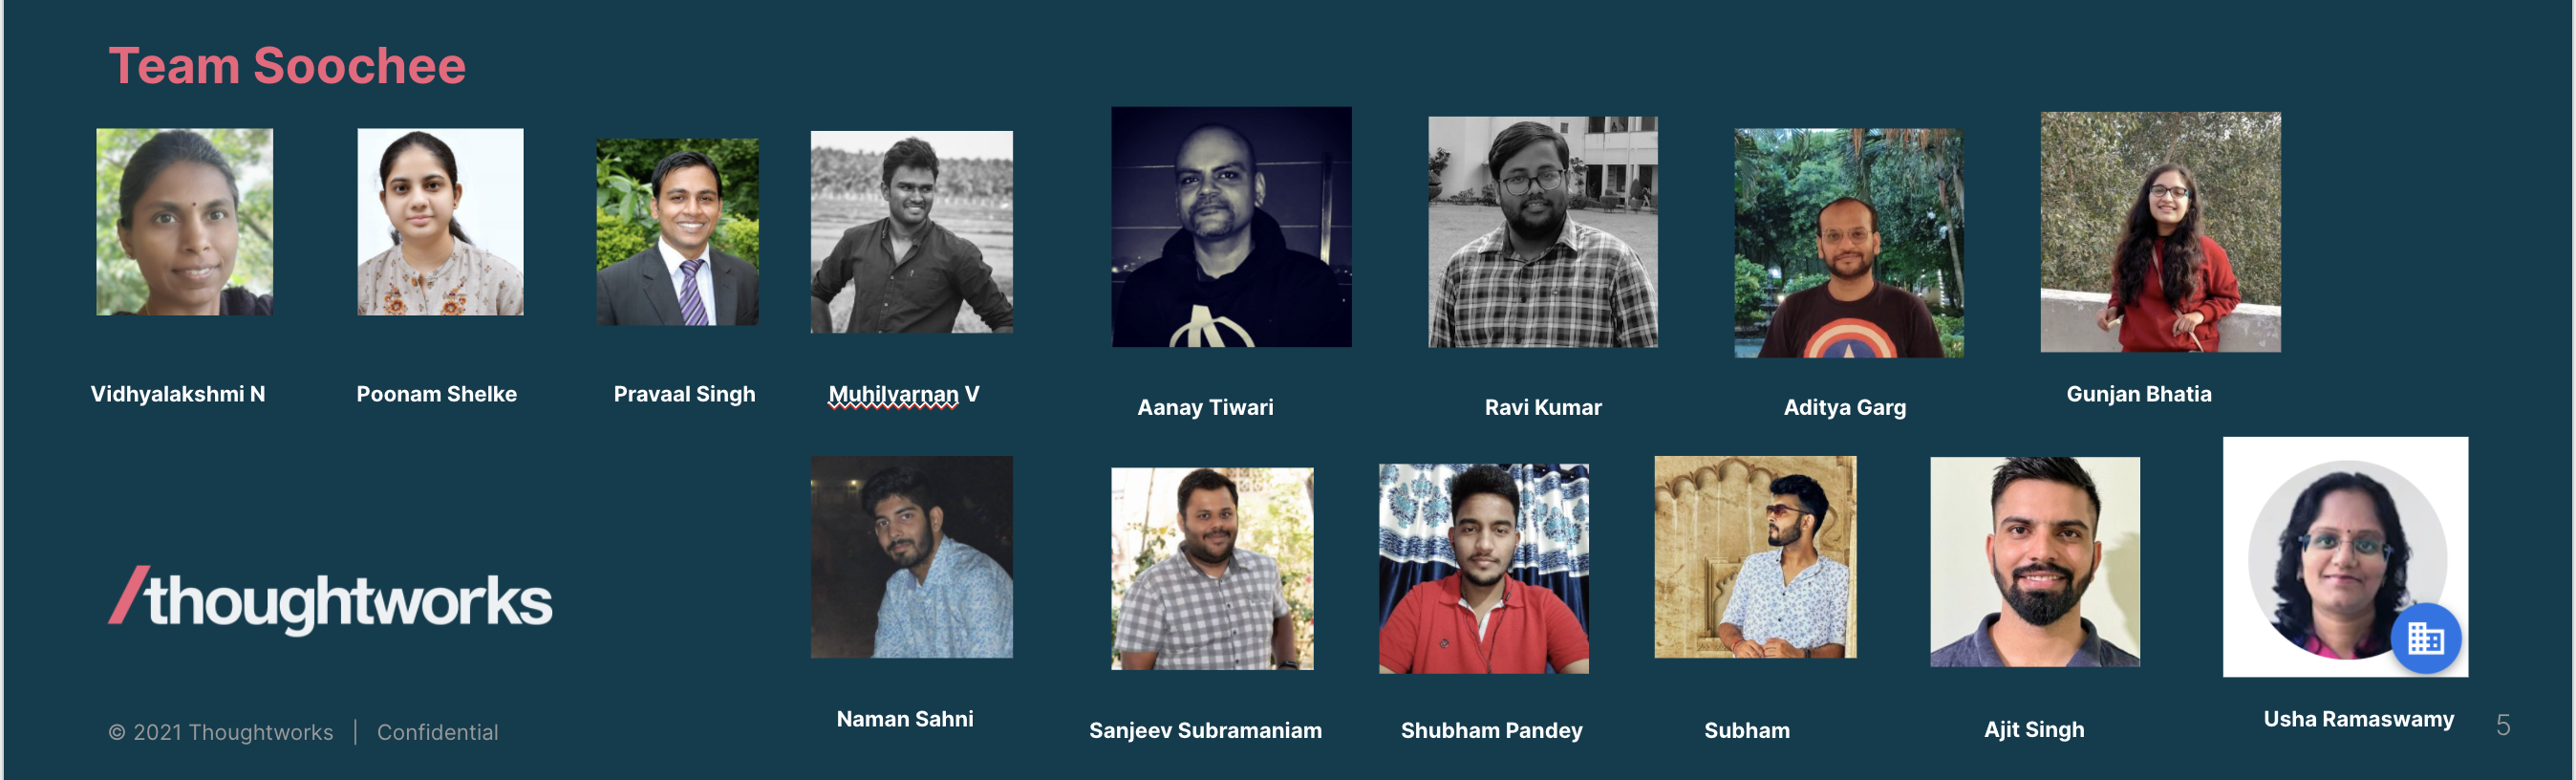 Team Soochee
Vidhyalakshmi N
Poonam Shelke
Pravaal Singh
Muhilvarnan V
Aanay Tiwari
Ravi Kumar
Aditya Garg
Gunjan Bhatia
/thoughtworks
Naman Sahni
Sanjeev Subramaniam
Shubham Pandey
Subham
Ajit Singh
Usha Ramaswamy
© 2021 Thoughtworks | Confidential
5